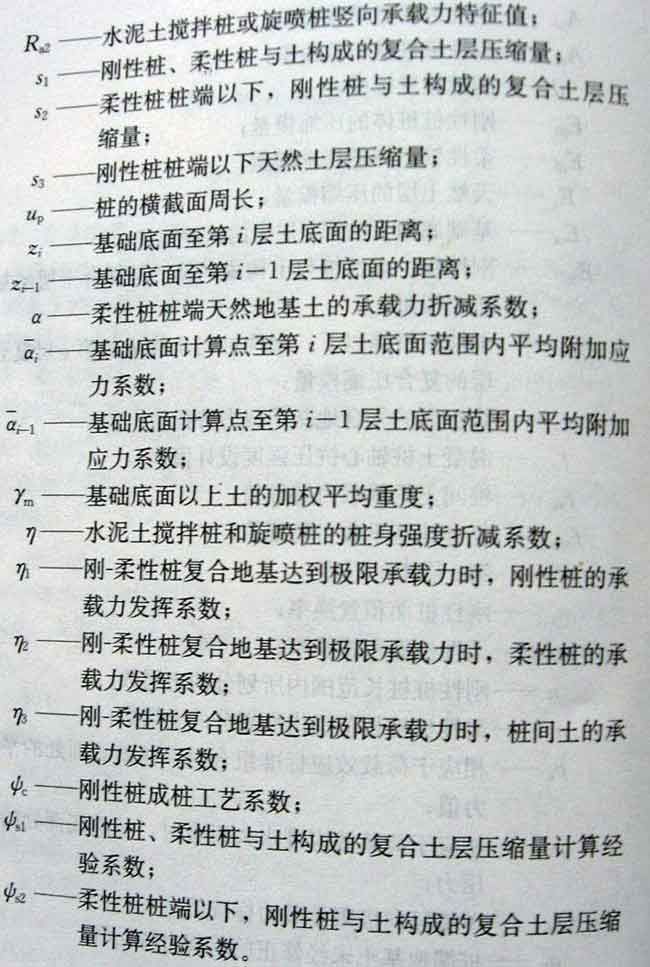 R_a2——水泥土搅拌桩或旋喷桩竖向承载力特征值；
s_1——刚性桩、柔性桩与土构成的复合土层压缩量；
s_2——柔性桩桩端以下，刚性桩与土构成的复合土层压
缩量；
s_3——刚性桩桩端以下天然土层压缩量；
u_p——桩的横截面周长；
z_i——基础底面至第i层土底面的距离；
z_i−1——基础底面至第i−1层土底面的距离；
α——柔性桩桩端天然地基土的承载力折减系数；
α̅_i——基础底面计算点至第i层土底面范围内平均附加应
力系数；
α̅_i−1——基础底面计算点至第i−1层土底面范围内平均附加
应力系数；
γ_m——基础底面以上土的加权平均重度；
η——水泥土搅拌桩和旋喷桩的桩身强度折减系数；
η_1——刚-柔性桩复合地基达到极限承载力时，刚性桩的承
载力发挥系数；
η_2——刚-柔性桩复合地基达到极限承载力时，柔性桩的承
载力发挥系数；
η_3——刚-柔性桩复合地基达到极限承载力时，桩间土的承
载力发挥系数；
ψ_c——刚性桩成桩工艺系数；
ψ_s1——刚性桩、柔性桩与土构成的复合土层压缩量计算经
验系数；
ψ_s2——柔性桩桩端以下，刚性桩与土构成的复合土层压缩
量计算经验系数。